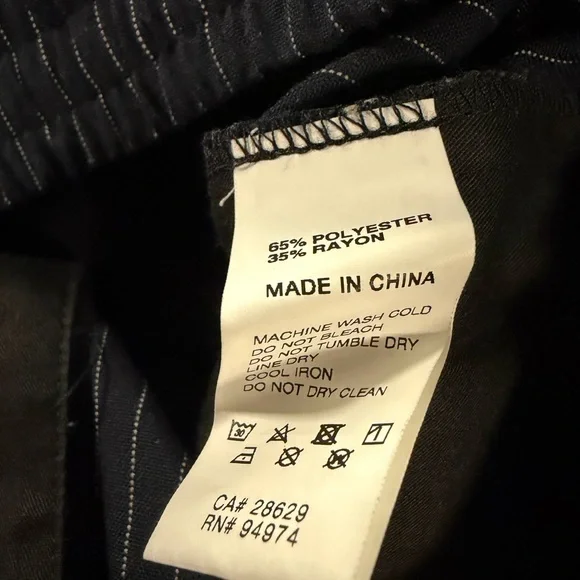 65% POLYESTER
35% RAYON
MADE IN CHINA
MACHINE WASH COLD
DO NOT BLEACH
DO NOT TUMBLE DRY
LINE DRY
COOL IRON
DO NOT DRY CLEAN
30
CA# 28629
RN# 94974